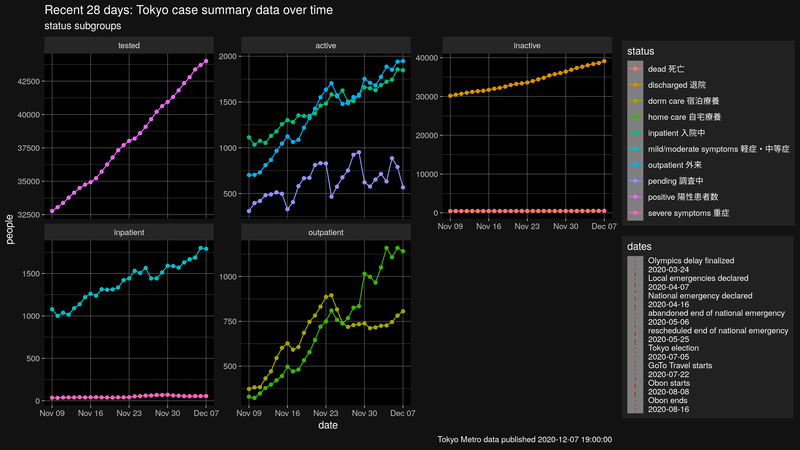 Recent 28 days: Tokyo case summary data over time
status subgroups
tested
active
inactive
42500
40000
37500
35000
32500
2000
1500
1000
500
40000
30000
20000
10000
0
Nov 09
Nov 16
Nov 23
Nov 30
Dec 07
inpatient
outpatient
1500
1000
500
0
1000
750
500
Nov 09
Nov 16
Nov 23
Nov 30
Dec 07
Nov 09
Nov 16
Nov 23
Nov 30
Dec 07
people
date
status
dead 死亡
discharged 退院
dorm care 宿泊療養
home care 自宅療養
inpatient 入院中
mild/moderate symptoms 軽症・中等症
outpatient 外来
pending 調査中
positive 陽性患者数
severe symptoms 重症
dates
Olympics delay finalized
2020-03-24
Local emergencies declared
2020-04-07
National emergency declared
2020-04-16
abandoned end of national emergency
2020-05-06
rescheduled end of national emergency
2020-05-25
Tokyo election
2020-07-05
GoTo Travel starts
2020-07-22
Obon starts
2020-08-08
Obon ends
2020-08-16
Tokyo Metro data published 2020-12-07 19:00:00